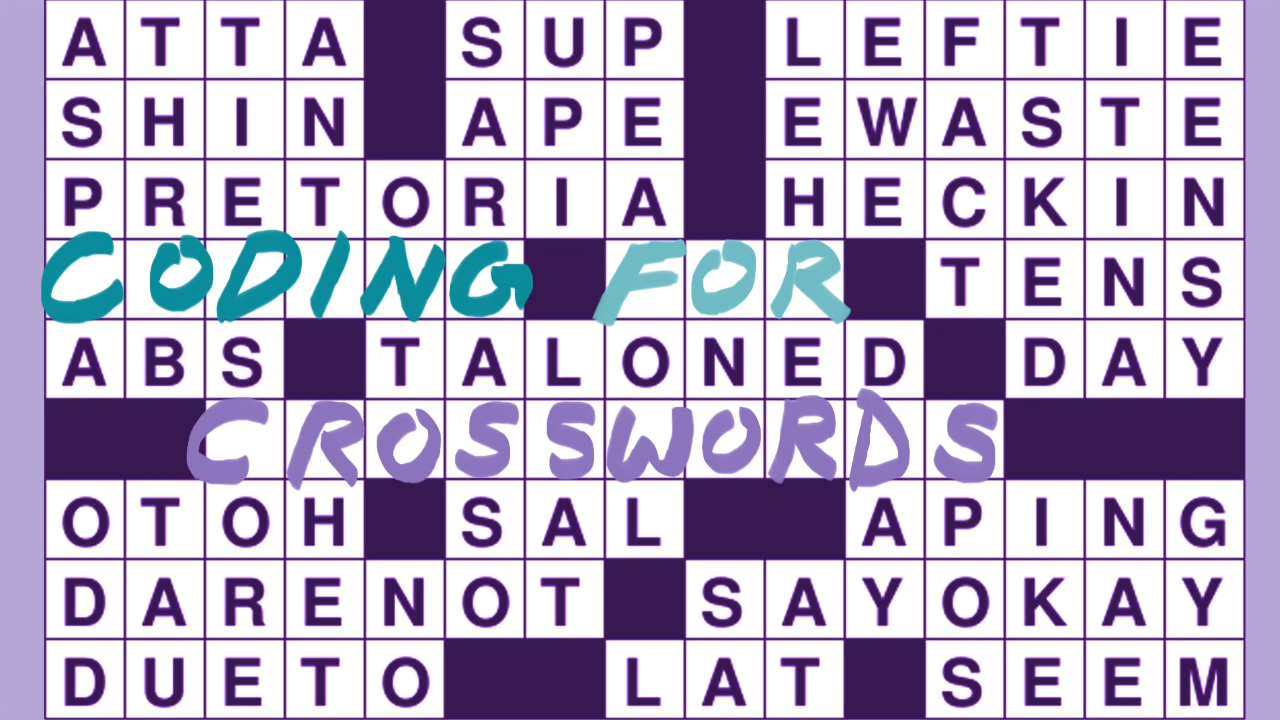 ATTA SUP LEFTIE
SHIN APE EWASTE
PRETORIA HECKIN
CODING FOR TENS
ABS TALONED DAY
CROSSWORDS
OTOH SAL APING
DARENOT SAYOKAY
DUETO LAT SEEM